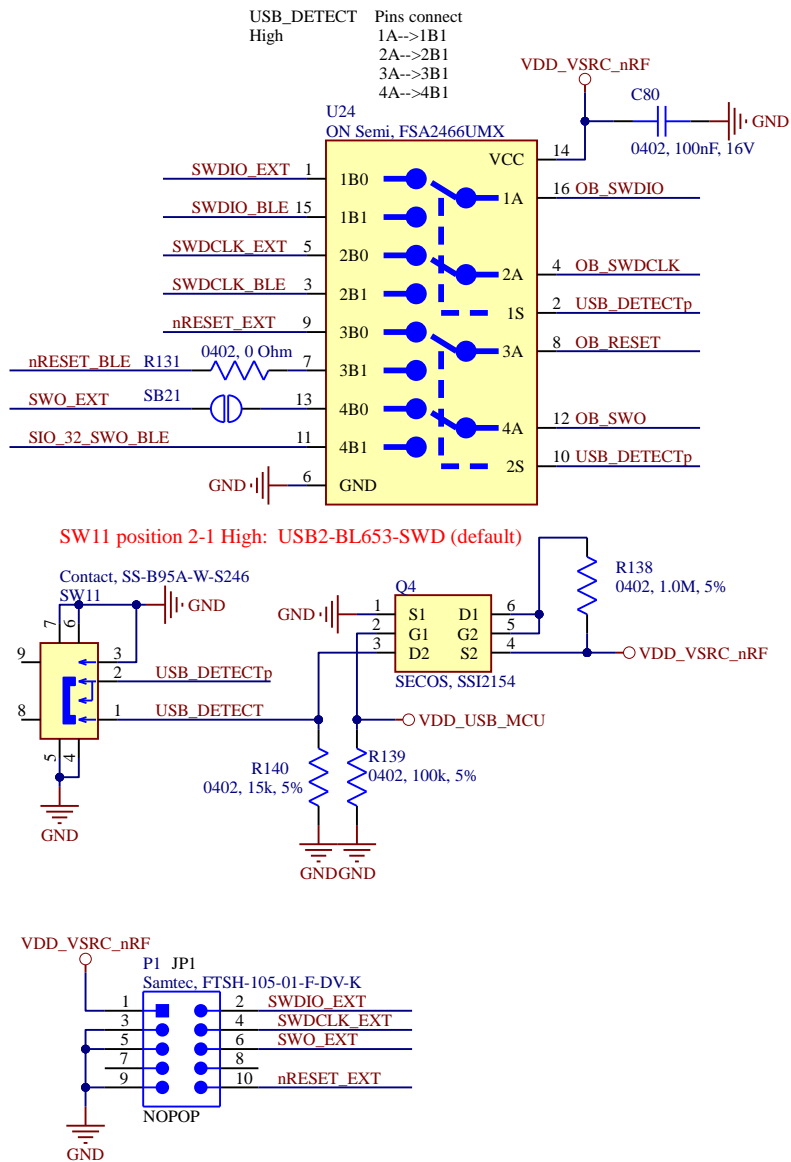 USB_DETECT Pins connect
High 1A-->1B1
2A-->2B1
3A-->3B1
4A-->4B1
VDD_VSRC_nRF
C80
GND
0402, 100nF, 16V
U24
ON Semi, FSA2466UMX
VCC 14
SWDIO_EXT 1 1B0
1A 16 OB_SWDIO
SWDIO_BLE 15 1B1
SWDCLK_EXT 5 2B0
2A 4 OB_SWDCLK
SWDCLK_BLE 3 2B1
1S 2 USB_DETECTp
nRESET_EXT 9 3B0
3A 8 OB_RESET
0402, 0 Ohm
nRESET_BLE R131 7 3B1
SWO_EXT SB21 13 4B0
4A 12 OB_SWO
SIO_32_SWO_BLE 11 4B1
2S 10 USB_DETECTp
GND 6 GND
SW11 position 2-1 High: USB2-BL653-SWD (default)
Contact, SS-B95A-W-S246
SW11
GND
7 6
9 3
2 USB_DETECTp
8 1 USB_DETECT
5 4
GND
Q4
GND 1 S1 D1 6
2 G1 G2 5
3 D2 S2 4
SECOS, SSI2154
R138
0402, 1.0M, 5%
VDD_VSRC_nRF
VDD_USB_MCU
R140
0402, 15k, 5%
R139
0402, 100k, 5%
GND GND
VDD_VSRC_nRF
P1 JP1
Samtec, FTSH-105-01-F-DV-K
1 2 SWDIO_EXT
3 4 SWDCLK_EXT
5 6 SWO_EXT
7 8
9 10 nRESET_EXT
NOPOP
GND